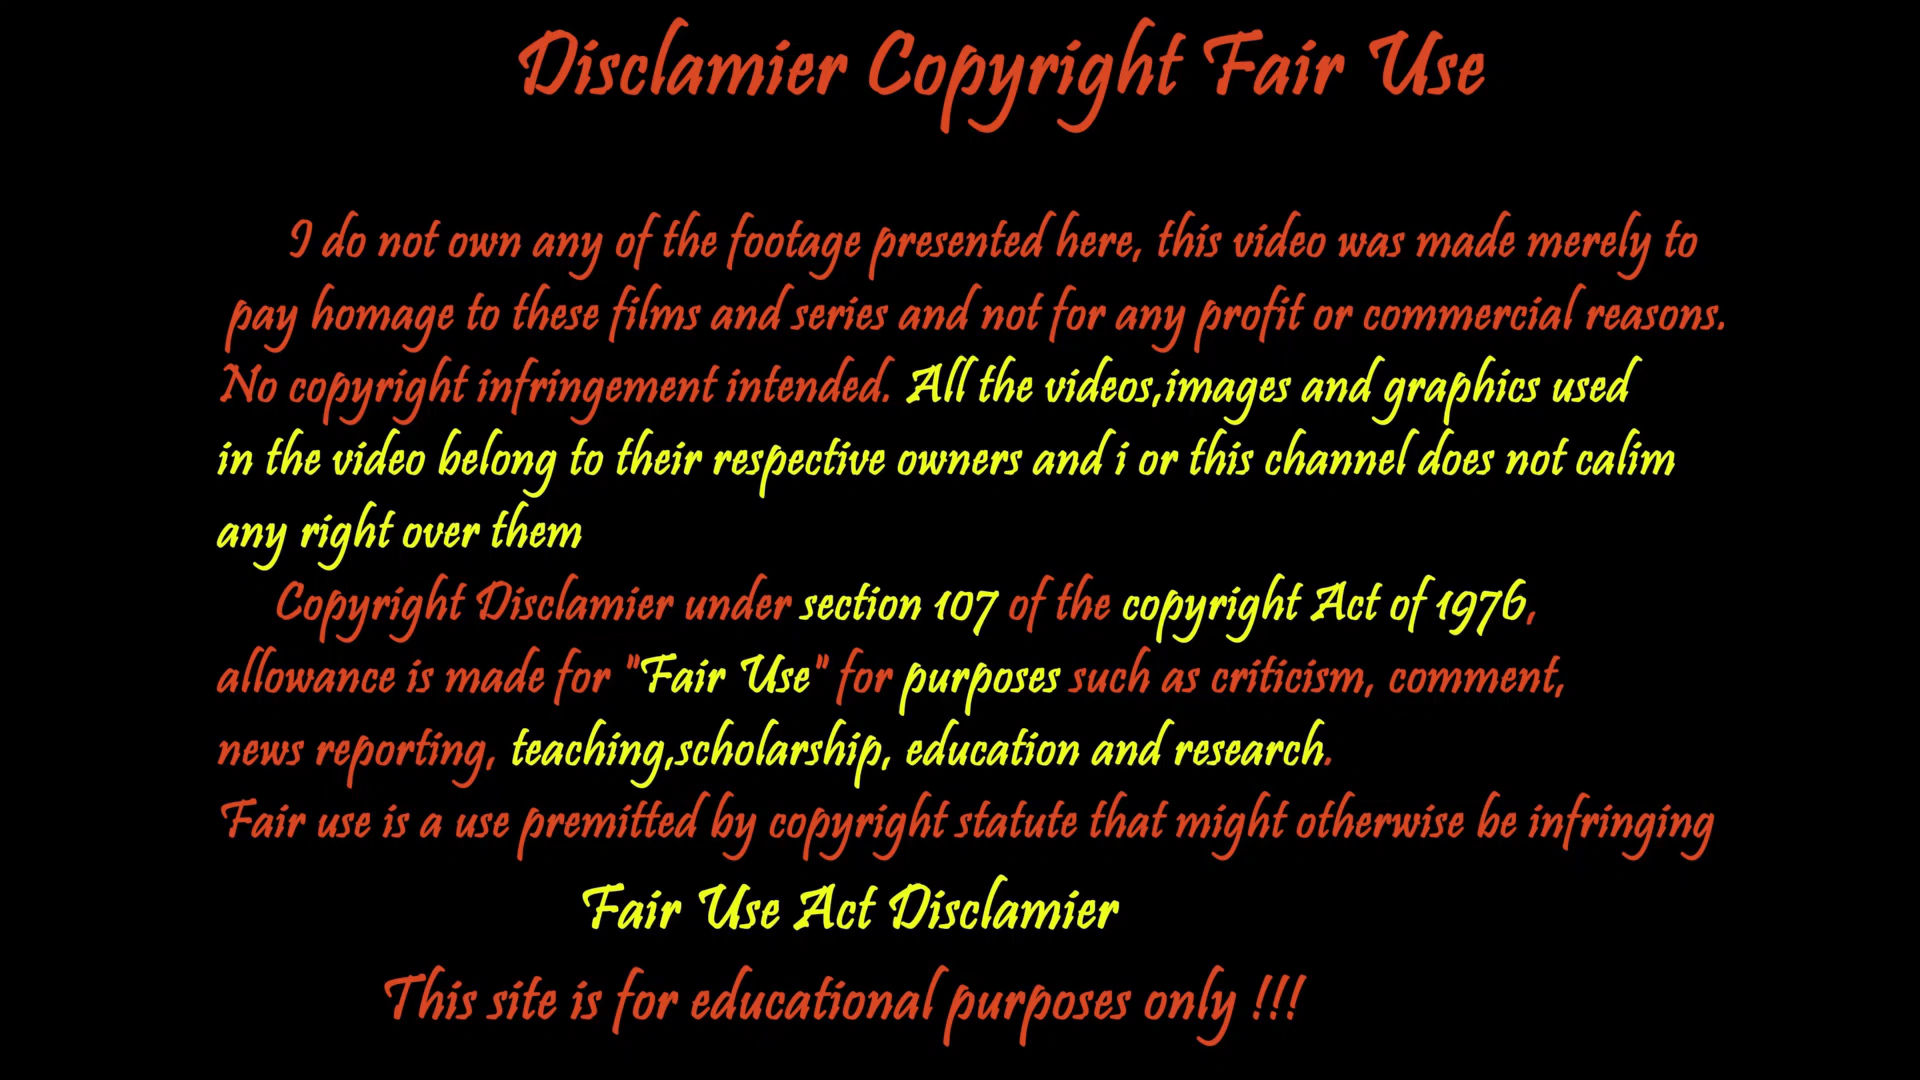 Disclamier Copyright Fair Use
I do not own any of the footage presented here, this video was made merely to
pay homage to these films and series and not for any profit or commercial reasons.
No copyright infringement intended. All the videos,images and graphics used
in the video belong to their respective owners and i or this channel does not calim
any right over them
Copyright Disclamier under section 107 of the copyright Act of 1976,
allowance is made for "Fair Use" for purposes such as criticism, comment,
news reporting, teaching,scholarship, education and research.
Fair use is a use premitted by copyright statute that might otherwise be infringing
Fair Use Act Disclamier
This site is for educational purposes only !!!